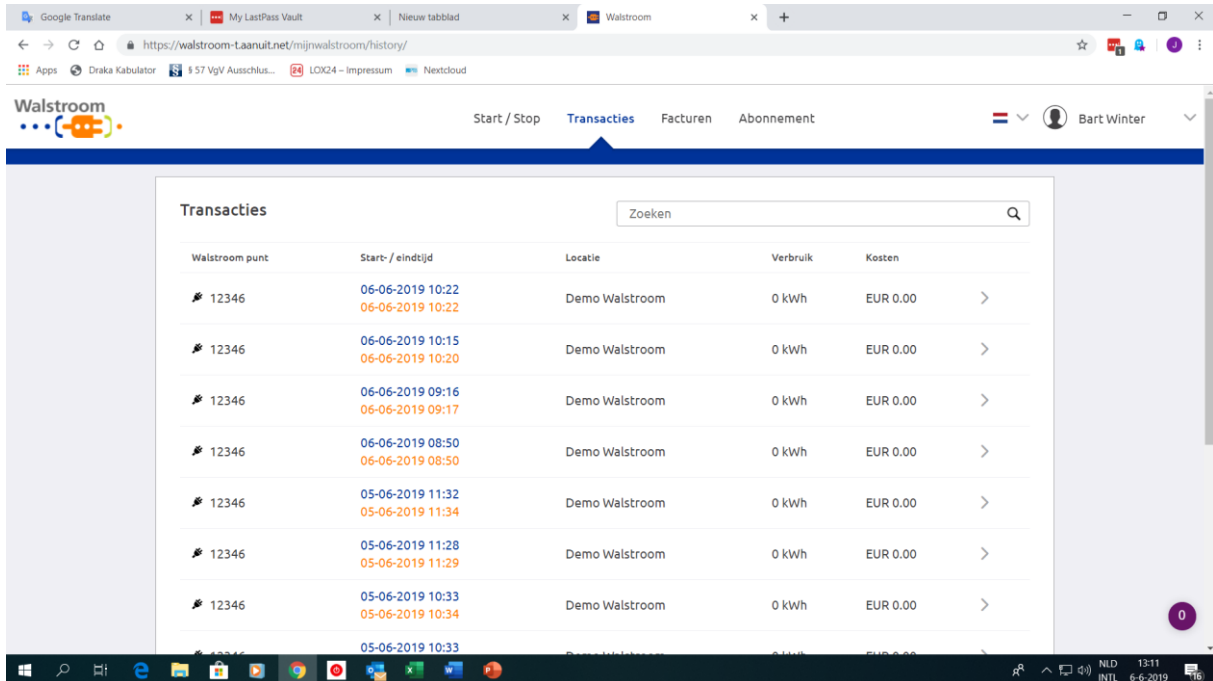 Google Translate
My LastPass Vault
Nieuw tabblad
Walstroom
https://walstroom-t.aanuit.net/mijnwalstroom/history/
Apps Draka Kabulator § 57 VgV Ausschlus... 24 LOX24 – Impressum Nextcloud
Walstroom
Start / Stop Transacties Facturen Abonnement
Bart Winter
Transacties
Zoeken
Walstroom punt Start- / eindtijd Locatie Verbruik Kosten
12346 06-06-2019 10:22 Demo Walstroom 0 kWh EUR 0.00
06-06-2019 10:22
12346 06-06-2019 10:15 Demo Walstroom 0 kWh EUR 0.00
06-06-2019 10:20
12346 06-06-2019 09:16 Demo Walstroom 0 kWh EUR 0.00
06-06-2019 09:17
12346 06-06-2019 08:50 Demo Walstroom 0 kWh EUR 0.00
06-06-2019 08:50
12346 05-06-2019 11:32 Demo Walstroom 0 kWh EUR 0.00
05-06-2019 11:34
12346 05-06-2019 11:28 Demo Walstroom 0 kWh EUR 0.00
05-06-2019 11:29
12346 05-06-2019 10:33 Demo Walstroom 0 kWh EUR 0.00
05-06-2019 10:34
0
05-06-2019 10:33
NLD 13:11
INTL 6-6-2019
16